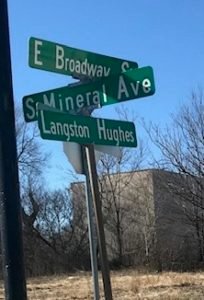 E Broadway S
S Mineral Ave
Langston Hughes